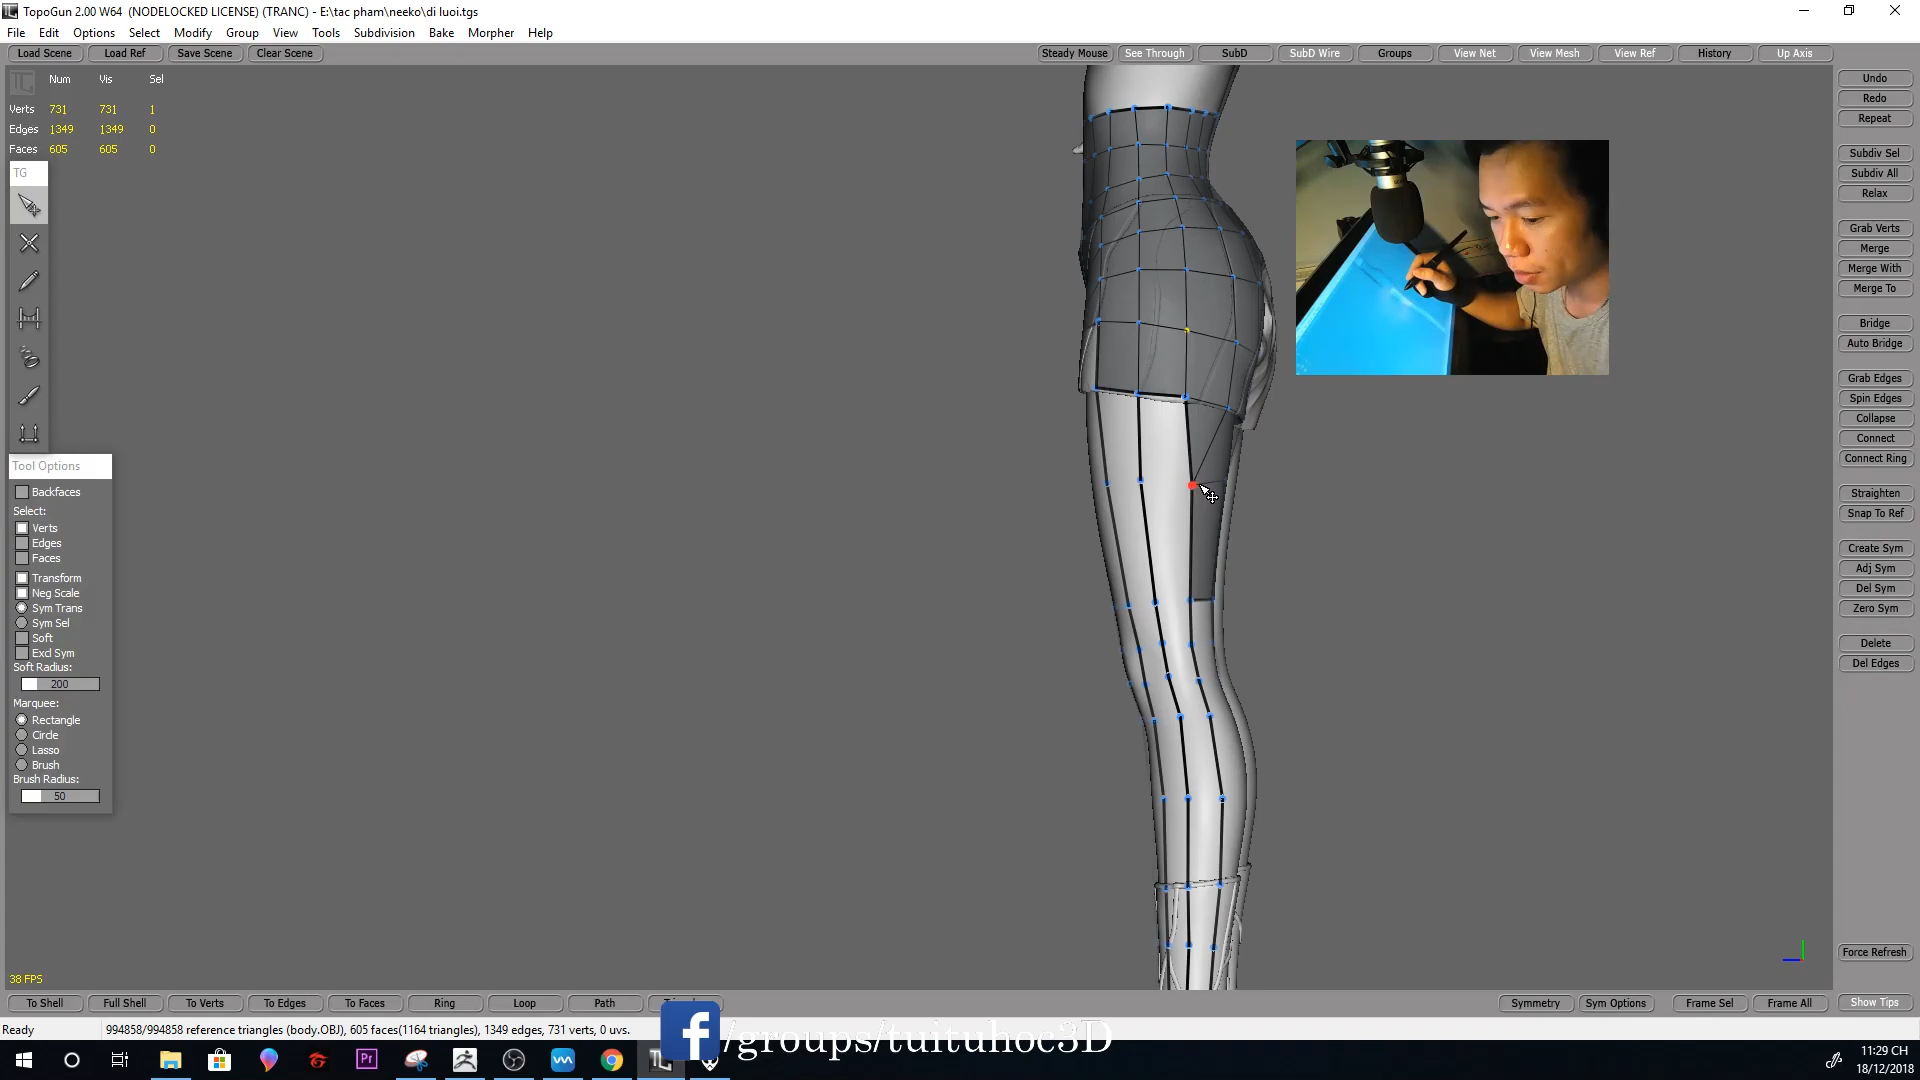 TopoGun 2.00 W64 (NODELOCKED LICENSE) (TRANC) - E:\tac pham\neeko\di luoi.tgs
File Edit Options Select Modify Group View Tools Subdivision Bake Morpher Help
Load Scene Load Ref Save Scene Clear Scene Steady Mouse See Through SubD SubD Wire Groups View Net View Mesh View Ref History Up Axis
Num Vis Sel
Verts 731 731 1
Edges 1349 1349 0
Faces 605 605 0
TG
Tool Options
Backfaces
Select:
Verts
Edges
Faces
Transform
Neg Scale
Sym Trans
Sym Sel
Soft
Excl Sym
Soft Radius:
200
Marquee:
Rectangle
Circle
Lasso
Brush
Brush Radius:
50
Undo
Redo
Repeat
Subdiv Sel
Subdiv All
Relax
Grab Verts
Merge
Merge With
Merge To
Bridge
Auto Bridge
Grab Edges
Spin Edges
Collapse
Connect
Connect Ring
Straighten
Snap To Ref
Create Sym
Adj Sym
Del Sym
Zero Sym
Delete
Del Edges
Force Refresh
38 FPS
To Shell Full Shell To Verts To Edges To Faces Ring Loop Path Symmetry Sym Options Frame Sel Frame All Show Tips
Ready 994858/994858 reference triangles (body.OBJ), 605 faces(1164 triangles), 1349 edges, 731 verts, 0 uvs.
/groups/tuituhoc3D
11:29 CH
18/12/2018